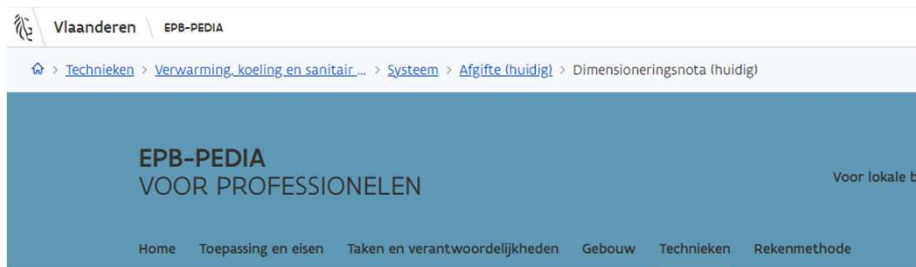 Vlaanderen EPB-PEDIA
> Technieken > Verwarming, koeling en sanitair ... > Systeem > Afgifte (huidig) > Dimensioneringsnota (huidig)
EPB-PEDIA
VOOR PROFESSIONELEN
Voor lokale b
Home Toepassing en eisen Taken en verantwoordelijkheden Gebouw Technieken Rekenmethode